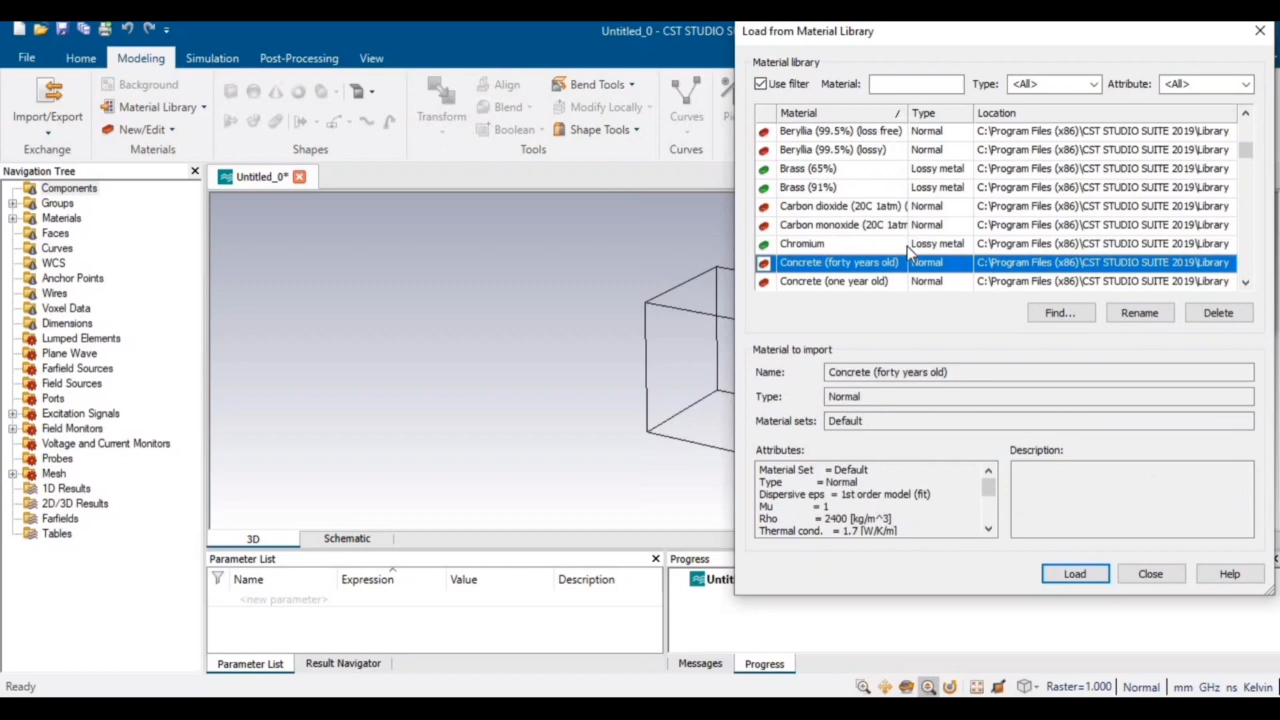 Untitled_0 - CST STUDIO S
Load from Material Library
File
Home
Modeling
Simulation
Post-Processing
View
Import/Export
Exchange
Background
Material Library
New/Edit
Materials
Shapes
Transform
Align
Blend
Boolean
Bend Tools
Modify Locally
Shape Tools
Tools
Curves
Curves
Navigation Tree
Components
Groups
Materials
Faces
Curves
WCS
Anchor Points
Wires
Voxel Data
Dimensions
Lumped Elements
Plane Wave
Farfield Sources
Field Sources
Ports
Excitation Signals
Field Monitors
Voltage and Current Monitors
Probes
Mesh
1D Results
2D/3D Results
Farfields
Tables
Untitled_0*
3D
Schematic
Parameter List
Name Expression Value Description
<new parameter>
Parameter List
Result Navigator
Progress
Untit
Messages
Progress
Material library
Use filter Material: Type: <All> Attribute: <All>
Material / Type Location
Beryllia (99.5%) (loss free) Normal C:\Program Files (x86)\CST STUDIO SUITE 2019\Library
Beryllia (99.5%) (lossy) Normal C:\Program Files (x86)\CST STUDIO SUITE 2019\Library
Brass (65%) Lossy metal C:\Program Files (x86)\CST STUDIO SUITE 2019\Library
Brass (91%) Lossy metal C:\Program Files (x86)\CST STUDIO SUITE 2019\Library
Carbon dioxide (20C 1atm) ( Normal C:\Program Files (x86)\CST STUDIO SUITE 2019\Library
Carbon monoxide (20C 1atm Normal C:\Program Files (x86)\CST STUDIO SUITE 2019\Library
Chromium Lossy metal C:\Program Files (x86)\CST STUDIO SUITE 2019\Library
Concrete (forty years old) Normal C:\Program Files (x86)\CST STUDIO SUITE 2019\Library
Concrete (one year old) Normal C:\Program Files (x86)\CST STUDIO SUITE 2019\Library
Find... Rename Delete
Material to import
Name: Concrete (forty years old)
Type: Normal
Material sets: Default
Attributes:
Material Set = Default
Type = Normal
Dispersive eps = 1st order model (fit)
Mu = 1
Rho = 2400 [kg/m^3]
Thermal cond. = 1.7 [W/K/m]
Description:
Load Close Help
Ready
Raster=1.000 Normal mm GHz ns Kelvin